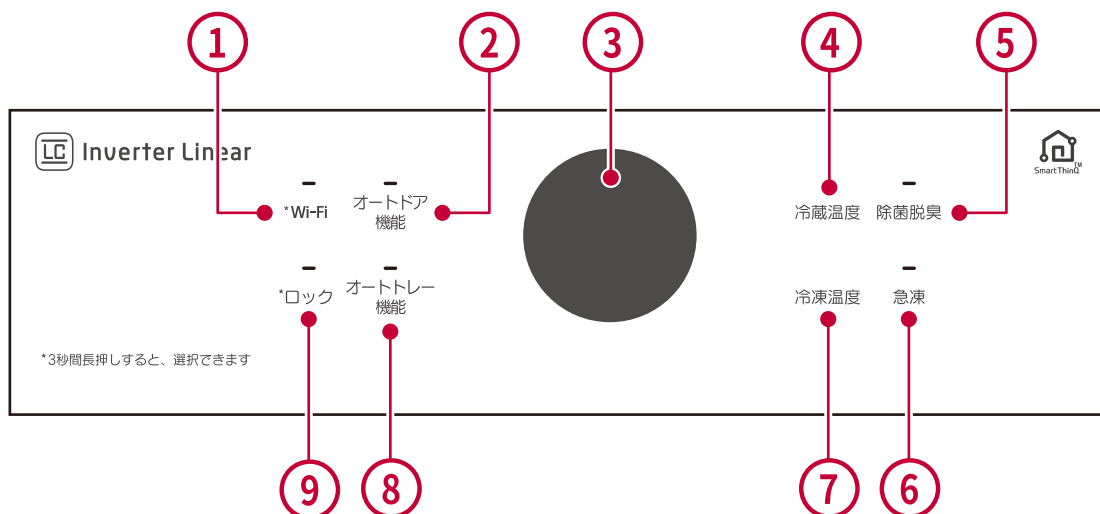 1
2
3
4
5
LC Inverter Linear
SmartThinQ™
*Wi-Fi
オートドア
機能
冷蔵温度
除菌脱臭
*ロック
オートトレー
機能
冷凍温度
急凍
*3秒間長押しすると、選択できます
9
8
7
6